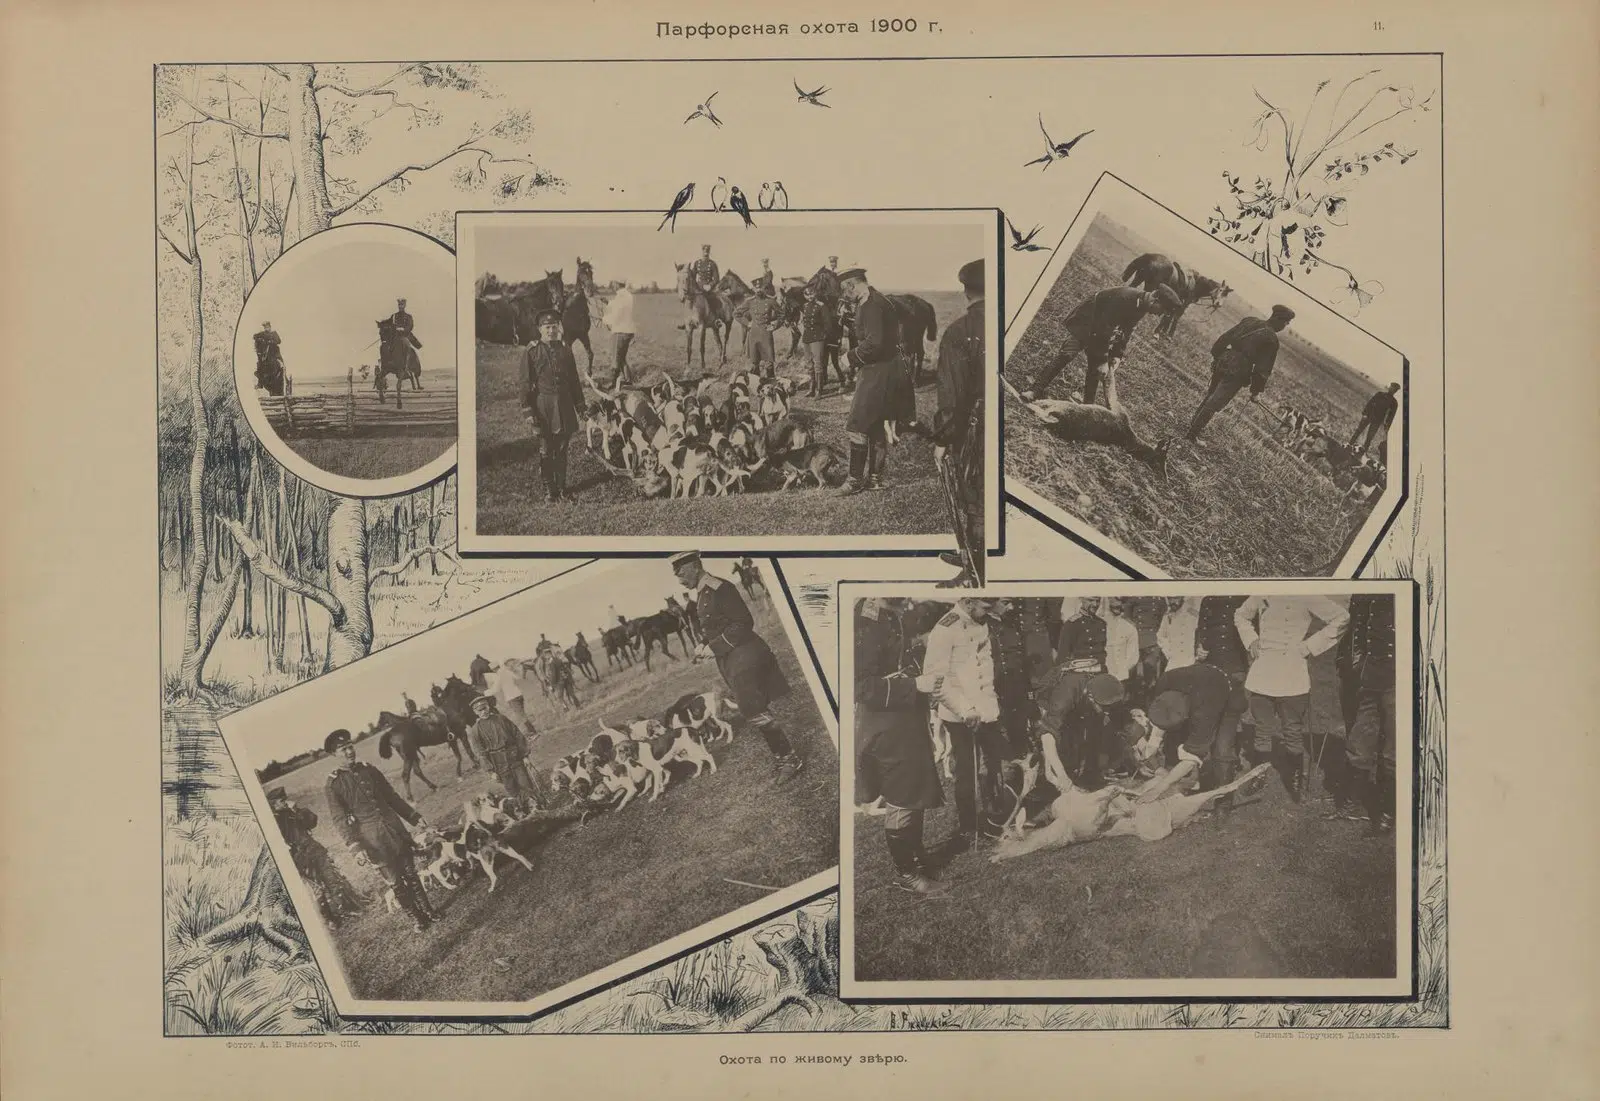 Парфорсная охота 1900 г.
11.
Фотот. А. И. Вильборгъ, СПб.
Снималъ Поручикъ Далматовъ.
Охота по живому звѣрю.